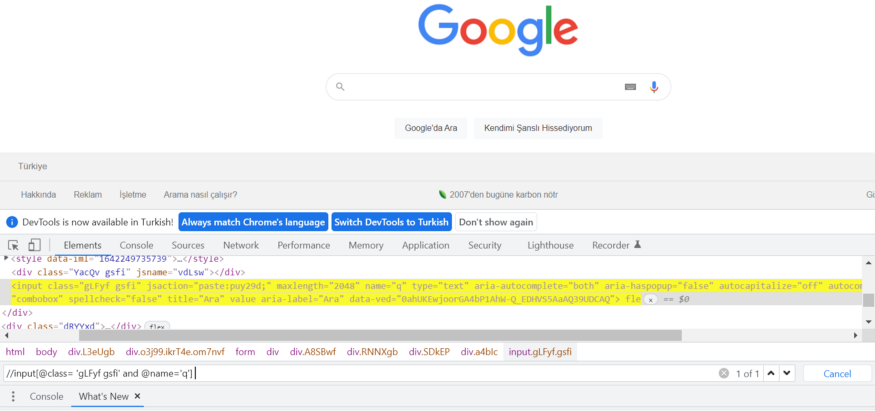 Google
Google'da Ara
Kendimi Şanslı Hissediyorum
Türkiye
Hakkında Reklam İşletme Arama nasıl çalışır? 2007'den bugüne karbon nötr Gi
DevTools is now available in Turkish! Always match Chrome's language Switch DevTools to Turkish Don't show again
Elements Console Sources Network Performance Memory Application Security Lighthouse Recorder
<style data-iml="1642249735739">…</style>
<div class="YacQv gsfi" jsname="vdLsw"></div>
<input class="gLFyf gsfi" jsaction="paste:puy29d;" maxlength="2048" name="q" type="text" aria-autocomplete="both" aria-haspopup="false" autocapitalize="off" autocom
"combobox" spellcheck="false" title="Ara" value aria-label="Ara" data-ved="0ahUKEwjoorGA4bP1AhW-Q_EDHVS5AaAQ39UDCAQ"> fle x == $0
</div>
<div class="dRYYxd">…</div> flex
html body div.L3eUgb div.o3j99.ikrT4e.om7nvf form div div.A8SBwf div.RNNXgb div.SDkEP div.a4bIc input.gLFyf.gsfi
//input[@class= 'gLFyf gsfi' and @name='q'] 1 of 1 Cancel
Console What's New ×